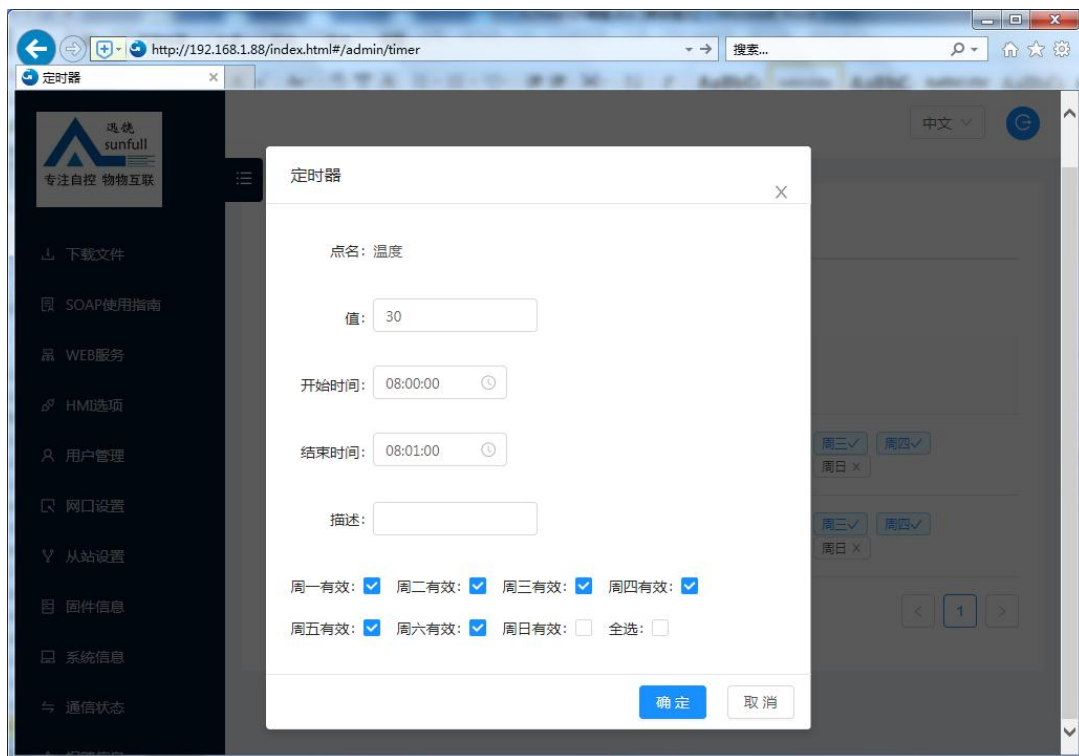 http://192.168.1.88/index.html#/admin/timer
搜索...
定时器
sunfull
专注自控 物物互联
中文
下载文件
SOAP使用指南
WEB服务
HMI选项
用户管理
网口设置
从站设置
固件信息
系统信息
通信状态
定时器
点名: 温度
值: 30
开始时间: 08:00:00
结束时间: 08:01:00
描述:
周一有效: 周二有效: 周三有效: 周四有效:
周五有效: 周六有效: 周日有效: 全选:
确定 取消
周三 周四
周日
周三 周四
周日
1